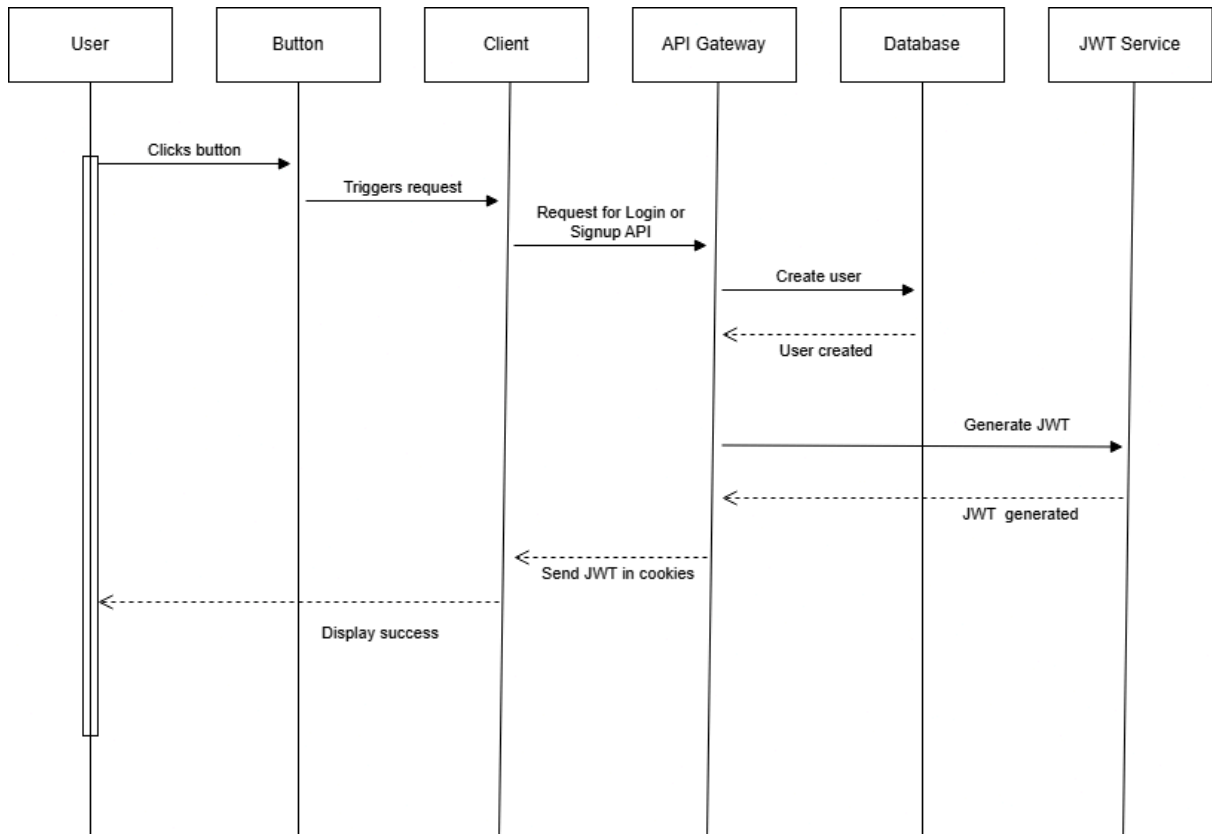 User
Button
Client
API Gateway
Database
JWT Service
Clicks button
Triggers request
Request for Login or
Signup API
Create user
User created
Generate JWT
JWT generated
Send JWT in cookies
Display success